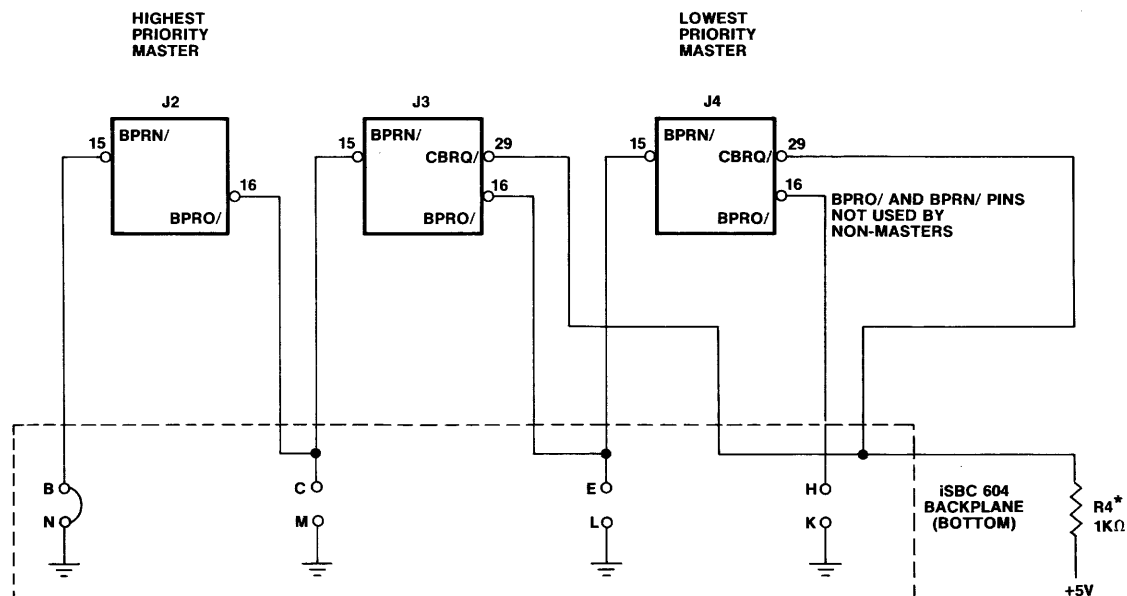 HIGHEST
PRIORITY
MASTER
LOWEST
PRIORITY
MASTER
J2
J3
J4
15
BPRN/
16
BPRO/
15
BPRN/
29
CBRQ/
16
BPRO/
15
BPRN/
29
CBRQ/
16
BPRO/
BPRO/ AND BPRN/ PINS
NOT USED BY
NON-MASTERS
B
N
C
M
E
L
H
K
iSBC 604
BACKPLANE
(BOTTOM)
R4*
1KΩ
+5V